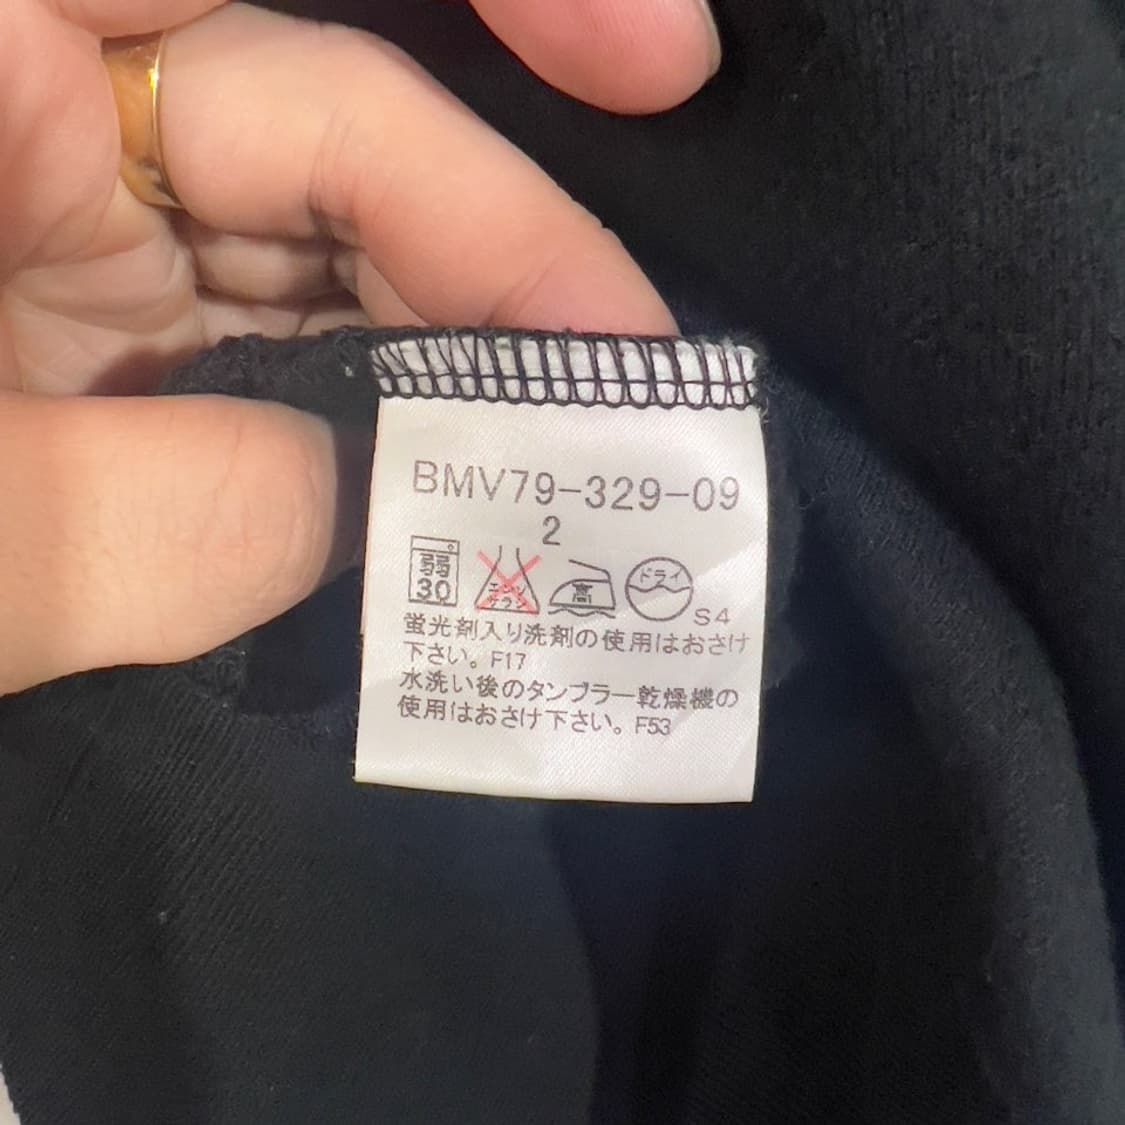 BMV79-329-09
2
弱
30
エンソ
サラシ
高
ドライ
S4
蛍光剤入り洗剤の使用はおさけ
下さい。F17
水洗い後のタンブラー乾燥機の
使用はおさけ下さい。F53